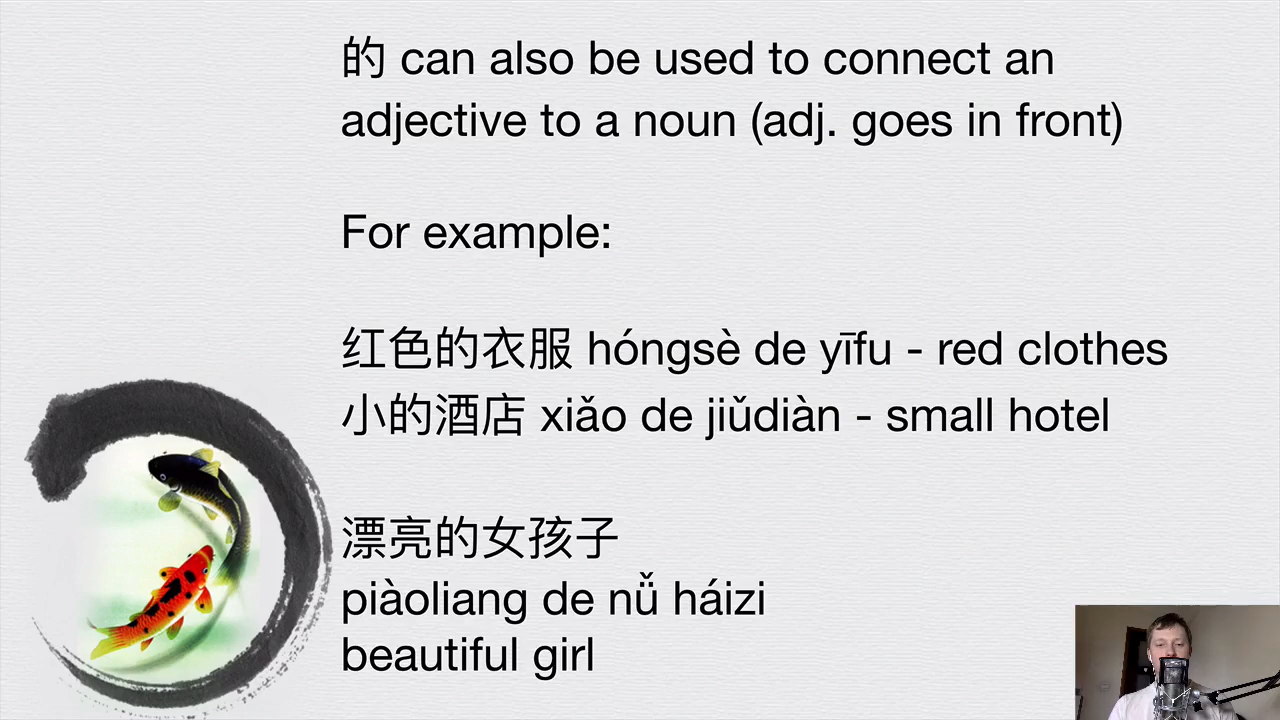 的 can also be used to connect an
adjective to a noun (adj. goes in front)
For example:
红色的衣服 hóngsè de yīfu - red clothes
小的酒店 xiǎo de jiǔdiàn - small hotel
漂亮的女孩子
piàoliang de nǚ háizi
beautiful girl